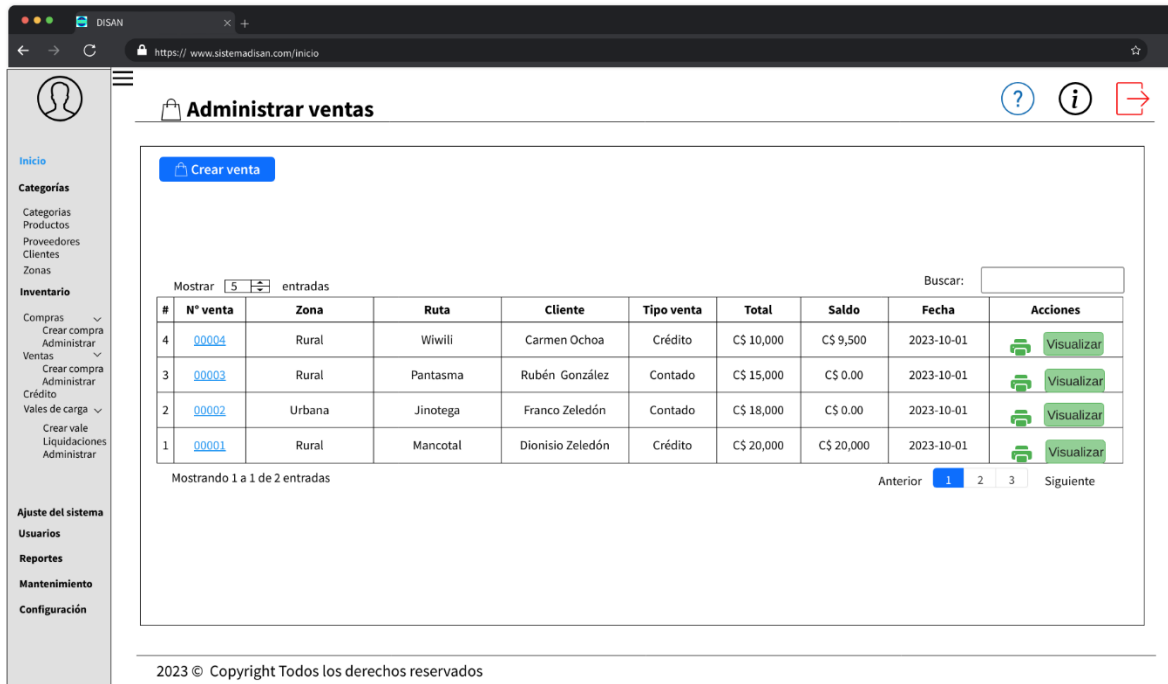 DISAN
https:// www.sistemadisan.com/inicio
Administrar ventas
Inicio
Categorías
Categorias
Productos
Proveedores
Clientes
Zonas
Inventario
Compras
Crear compra
Administrar
Ventas
Crear compra
Administrar
Crédito
Vales de carga
Crear vale
Liquidaciones
Administrar
Ajuste del sistema
Usuarios
Reportes
Mantenimiento
Configuración
Crear venta
Mostrar 5 entradas
Buscar:
# N° venta Zona Ruta Cliente Tipo venta Total Saldo Fecha Acciones
4 00004 Rural Wiwili Carmen Ochoa Crédito C$ 10,000 C$ 9,500 2023-10-01 Visualizar
3 00003 Rural Pantasma Rubén González Contado C$ 15,000 C$ 0.00 2023-10-01 Visualizar
2 00002 Urbana Jinotega Franco Zeledón Contado C$ 18,000 C$ 0.00 2023-10-01 Visualizar
1 00001 Rural Mancotal Dionisio Zeledón Crédito C$ 20,000 C$ 20,000 2023-10-01 Visualizar
Mostrando 1 a 1 de 2 entradas
Anterior 1 2 3 Siguiente
2023 © Copyright Todos los derechos reservados